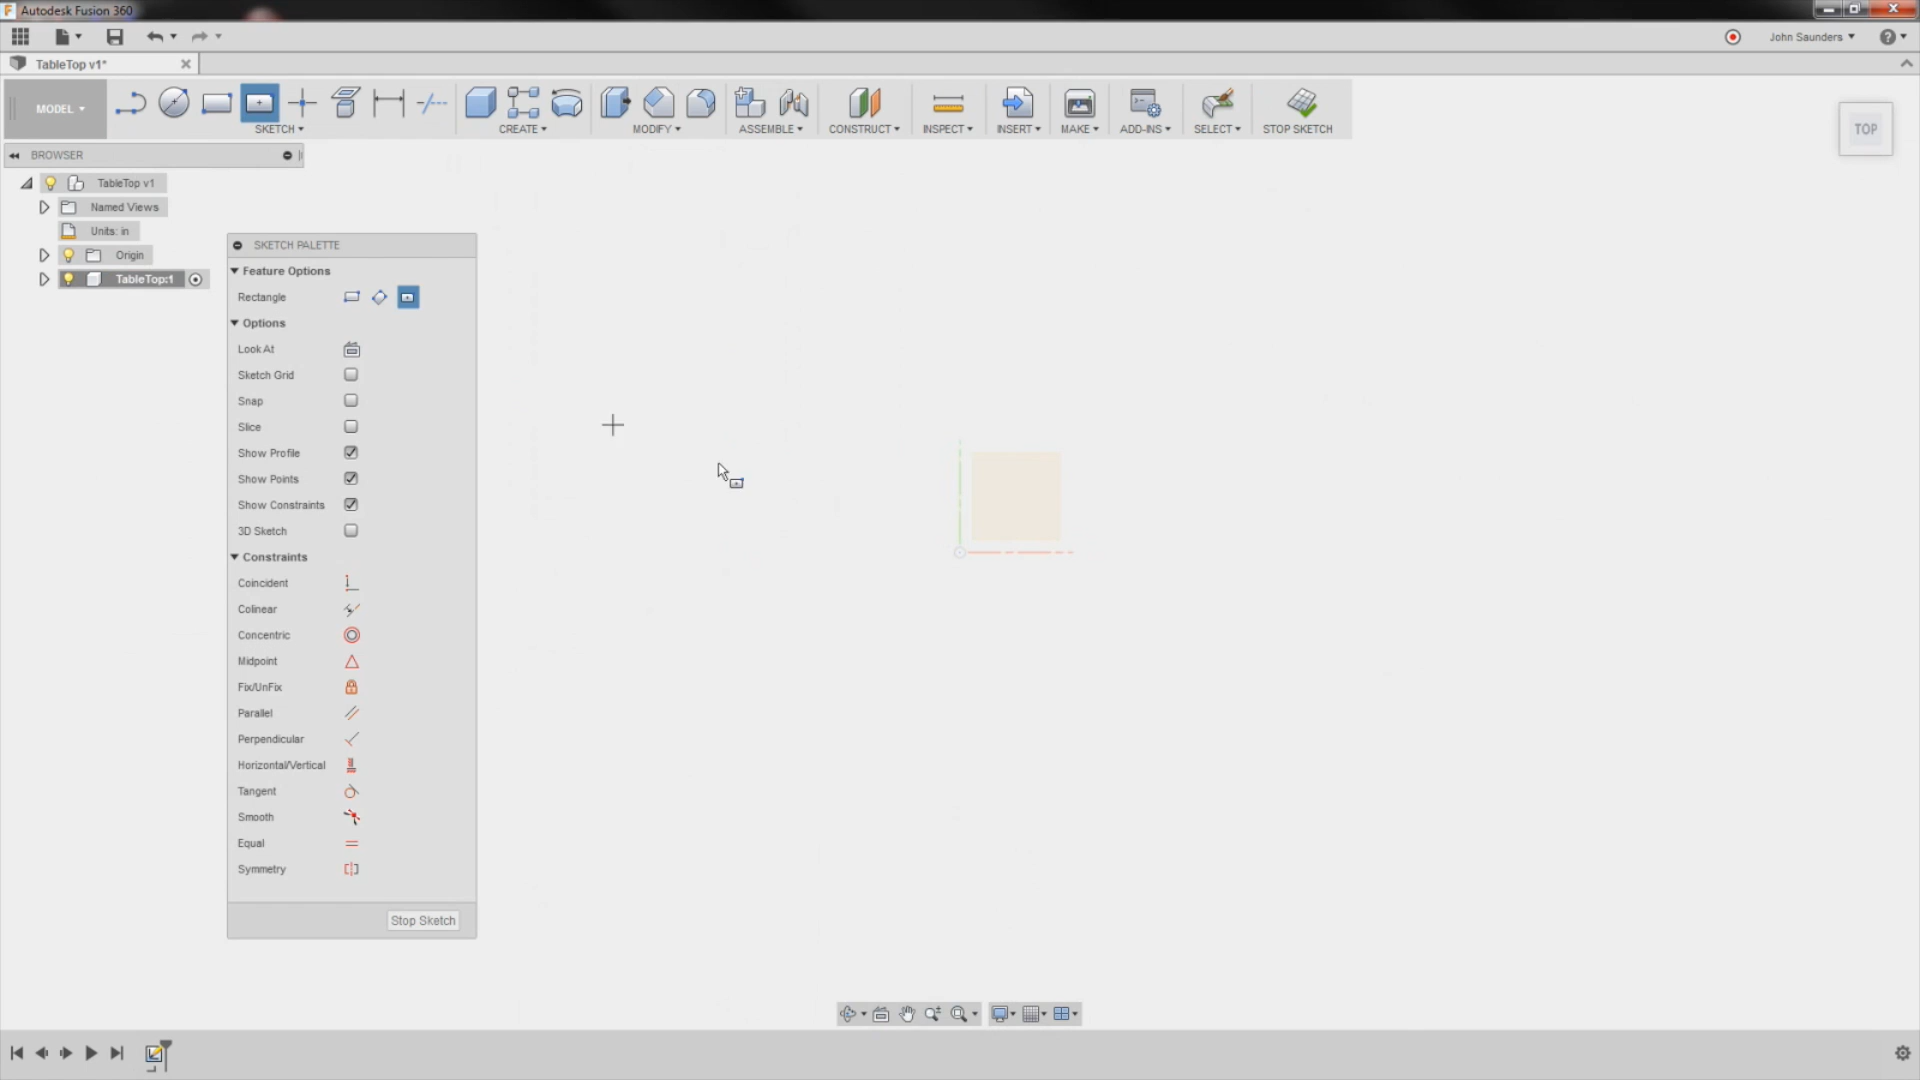 Autodesk Fusion 360
John Saunders
TableTop v1*
MODEL
SKETCH
CREATE
MODIFY
ASSEMBLE
CONSTRUCT
INSPECT
INSERT
MAKE
ADD-INS
SELECT
STOP SKETCH
TOP
BROWSER
TableTop v1
Named Views
Units: in
Origin
TableTop:1
SKETCH PALETTE
Feature Options
Rectangle
Options
Look At
Sketch Grid
Snap
Slice
Show Profile
Show Points
Show Constraints
3D Sketch
Constraints
Coincident
Colinear
Concentric
Midpoint
Fix/UnFix
Parallel
Perpendicular
Horizontal/Vertical
Tangent
Smooth
Equal
Symmetry
Stop Sketch